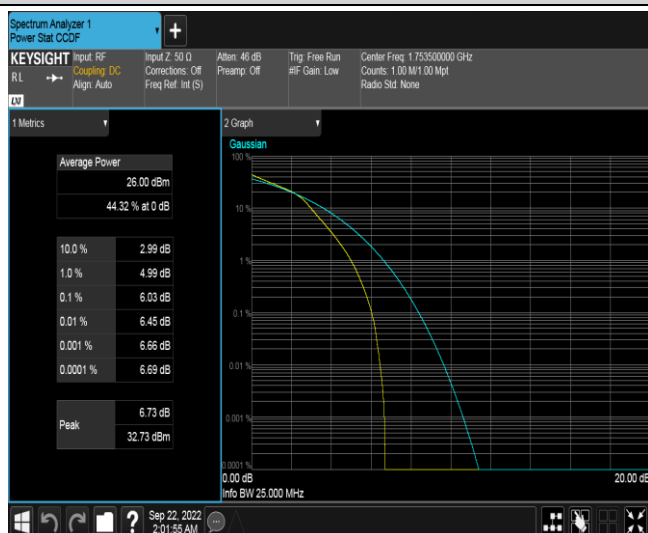 Spectrum Analyzer 1
Power Stat CCDF
+
KEYSIGHT
RL
LXI
Input: RF
Coupling: DC
Align: Auto
Input Z: 50 Ω
Corrections: Off
Freq Ref: Int (S)
Atten: 46 dB
Preamp: Off
Trig: Free Run
#IF Gain: Low
Center Freq: 1.753500000 GHz
Counts: 1.00 M/1.00 Mpt
Radio Std: None
1 Metrics
Average Power
26.00 dBm
44.32 % at 0 dB
10.0 % 2.99 dB
1.0 % 4.99 dB
0.1 % 6.03 dB
0.01 % 6.45 dB
0.001 % 6.66 dB
0.0001 % 6.69 dB
Peak
6.73 dB
32.73 dBm
2 Graph
Gaussian
100 %
10 %
1 %
0.1 %
0.01 %
0.001 %
0.0001 %
0.00 dB 20.00 dB
Info BW 25.000 MHz
?
Sep 22, 2022
2:01:55 AM